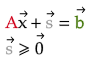 Ax⃗ + s⃗ = b⃗
s⃗ ⩾ 0⃗